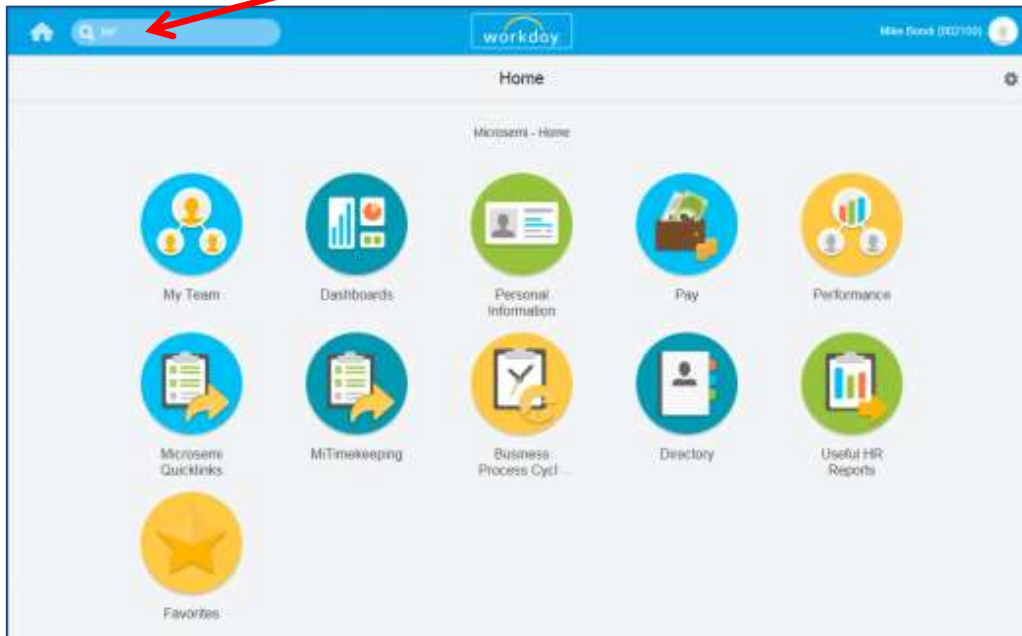 workday
Home
Microsemi - Home
My Team
Dashboards
Personal
Information
Pay
Performance
Microsemi
Quicklinks
MiTimekeeping
Business
Process Cycl ...
Directory
Useful HR
Reports
Favorites